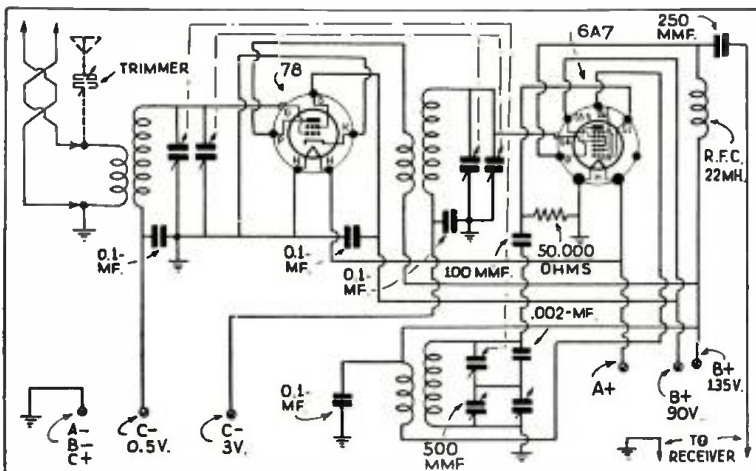 TRIMMER
78
6A7
250
MMF.
R.F.C.
22MH.
0.1-
MF.
0.1-
MF.
0.1-
MF.
100 MMF.
50,000
OHMS
.002-MF.
0.1-
MF.
500
MMF.
A-
B-
C+
C-
0.5V.
C-
3V.
A+
B+
90V.
B+
135V.
TO
RECEIVER